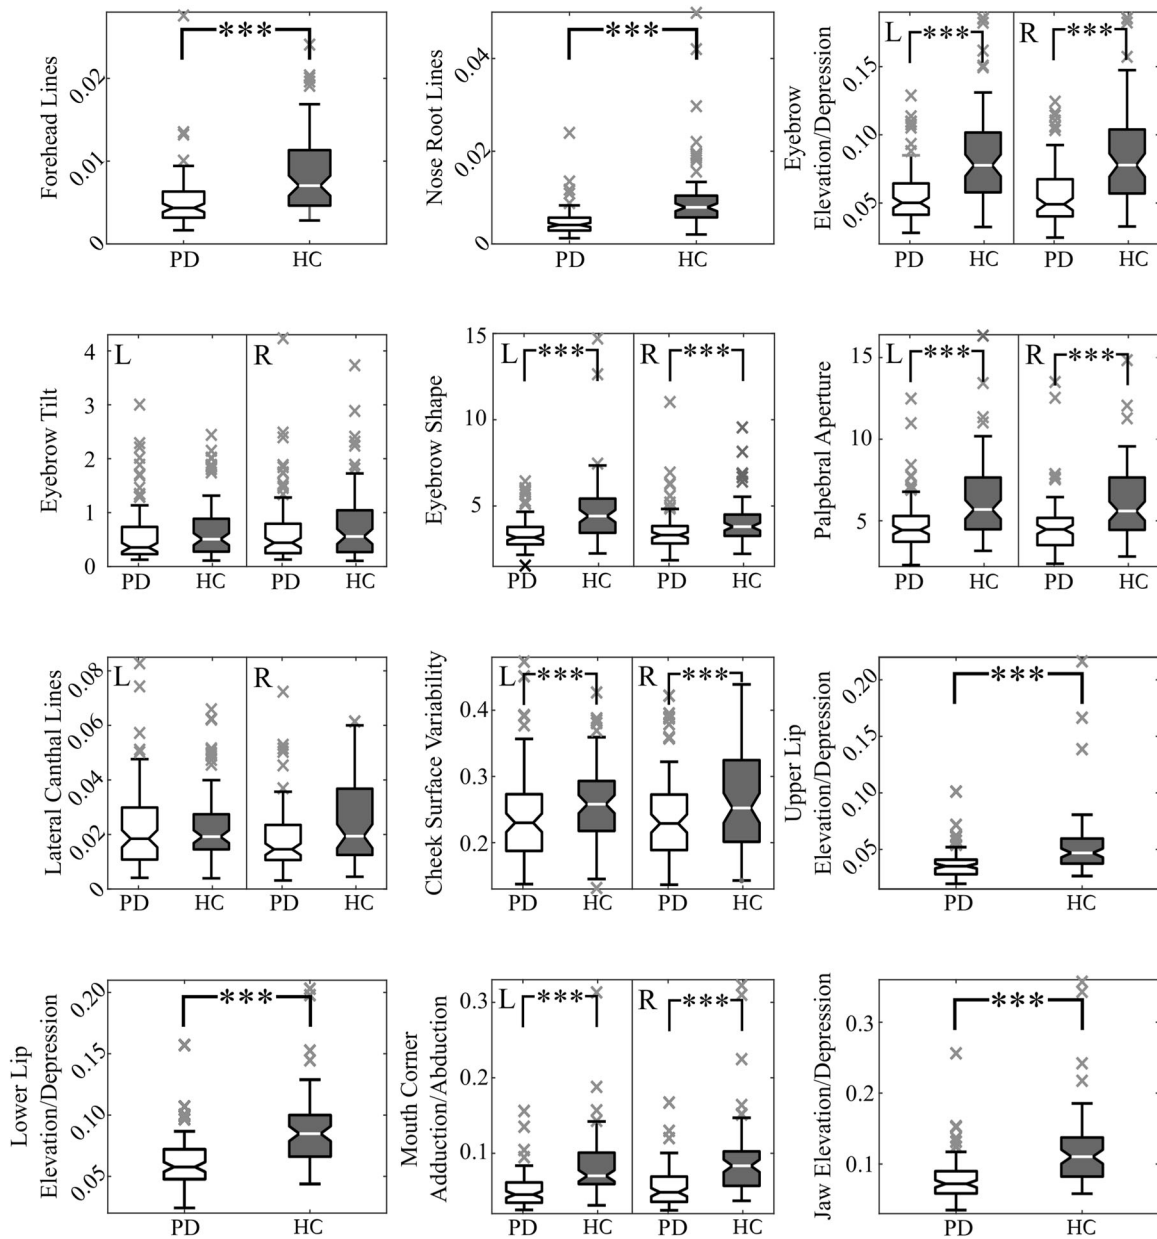 Forehead Lines
0.02
0.01
0
***
PD HC
Nose Root Lines
0.04
0.02
0
***
PD HC
Eyebrow
Elevation/Depression
0.15
0.10
0.05
L *** R ***
PD HC PD HC
Eyebrow Tilt
4
3
2
1
0
L R
PD HC PD HC
Eyebrow Shape
15
10
5
L *** R ***
PD HC PD HC
Palpebral Aperture
15
10
5
L *** R ***
PD HC PD HC
Lateral Canthal Lines
0.08
0.06
0.04
0.02
0
L R
PD HC PD HC
Cheek Surface Variability
0.4
0.3
0.2
L *** R ***
PD HC PD HC
Upper Lip
Elevation/Depression
0.20
0.15
0.10
0.05
***
PD HC
Lower Lip
Elevation/Depression
0.20
0.15
0.10
0.05
***
PD HC
Mouth Corner
Adduction/Abduction
0.3
0.2
0.1
L *** R ***
PD HC PD HC
Jaw Elevation/Depression
0.3
0.2
0.1
***
PD HC